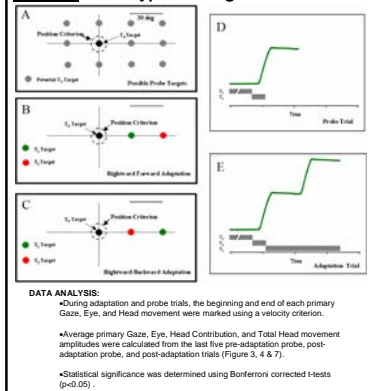 A
30 deg
Position Criterion
T₀ Target
Potential T₁ Target
Possible Probe Targets
B
T₀ Target
Position Criterion
T₁ Target
T₂ Target
Rightward Forward Adaptation
C
T₀ Target
Position Criterion
T₁ Target
T₂ Target
Rightward Backward Adaptation
D
Time
Probe Trial
E
Time
Adaptation Trial
DATA ANALYSIS:
•During adaptation and probe trials, the beginning and end of each primary
Gaze, Eye, and Head movement were marked using a velocity criterion.
•Average primary Gaze, Eye, Head Contribution, and Total Head movement
amplitudes were calculated from the last five pre-adaptation probe, post-
adaptation probe, and post-adaptation trials (Figure 3, 4 & 7).
•Statistical significance was determined using Bonferroni corrected t-tests
(p<0.05) .